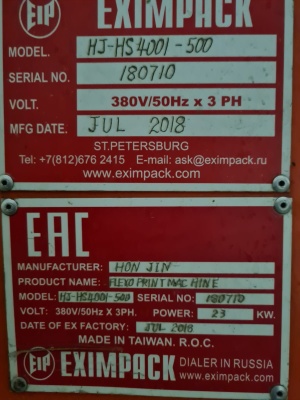 EIP EXIMPACK
MODEL. HJ-HS4001-500
SERIAL NO. 180710
VOLT. 380V/50Hz x 3 PH
MFG DATE. JUL 2018
ST.PETERSBURG
Tel: +7(812)676 2415 E-mail: ask@eximpack.ru
www.eximpack.com
EAC
MANUFACTURER: HON JIN
PRODUCT NAME: FLEXO PRINT MACHINE
MODEL: HJ-HS4001-500 SERIAL NO: 180710
VOLT: 380V/50HZ x 3PH. POWER: 23 KW.
DATE OF EX FACTORY: JUL 2018
MADE IN TAIWAN. R.O.C.
EIP EXIMPACK DIALER IN RUSSIA
WWW.EXIMPACK.COM